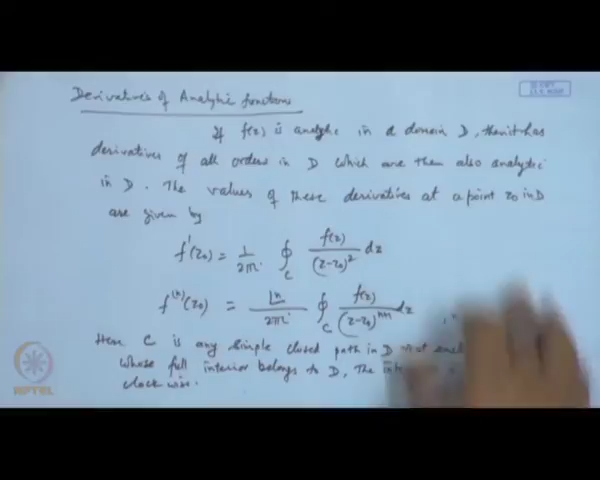 Derivatives of Analytic functions
If f(z) is analytic in a domain D, then it has
derivatives of all orders in D which are then also analytic
in D. The values of these derivatives at a point z0 in D
are given by
f'(z0) = 1/2πi ∮C f(z)/(z-z0)² dz
f^(n)(z0) = ⌊n/2πi ∮C f(z)/(z-z0)^(n+1) dz , n
Here C is any simple closed path in D that
whose full interior belongs to D, The
clockwise.
NPTEL